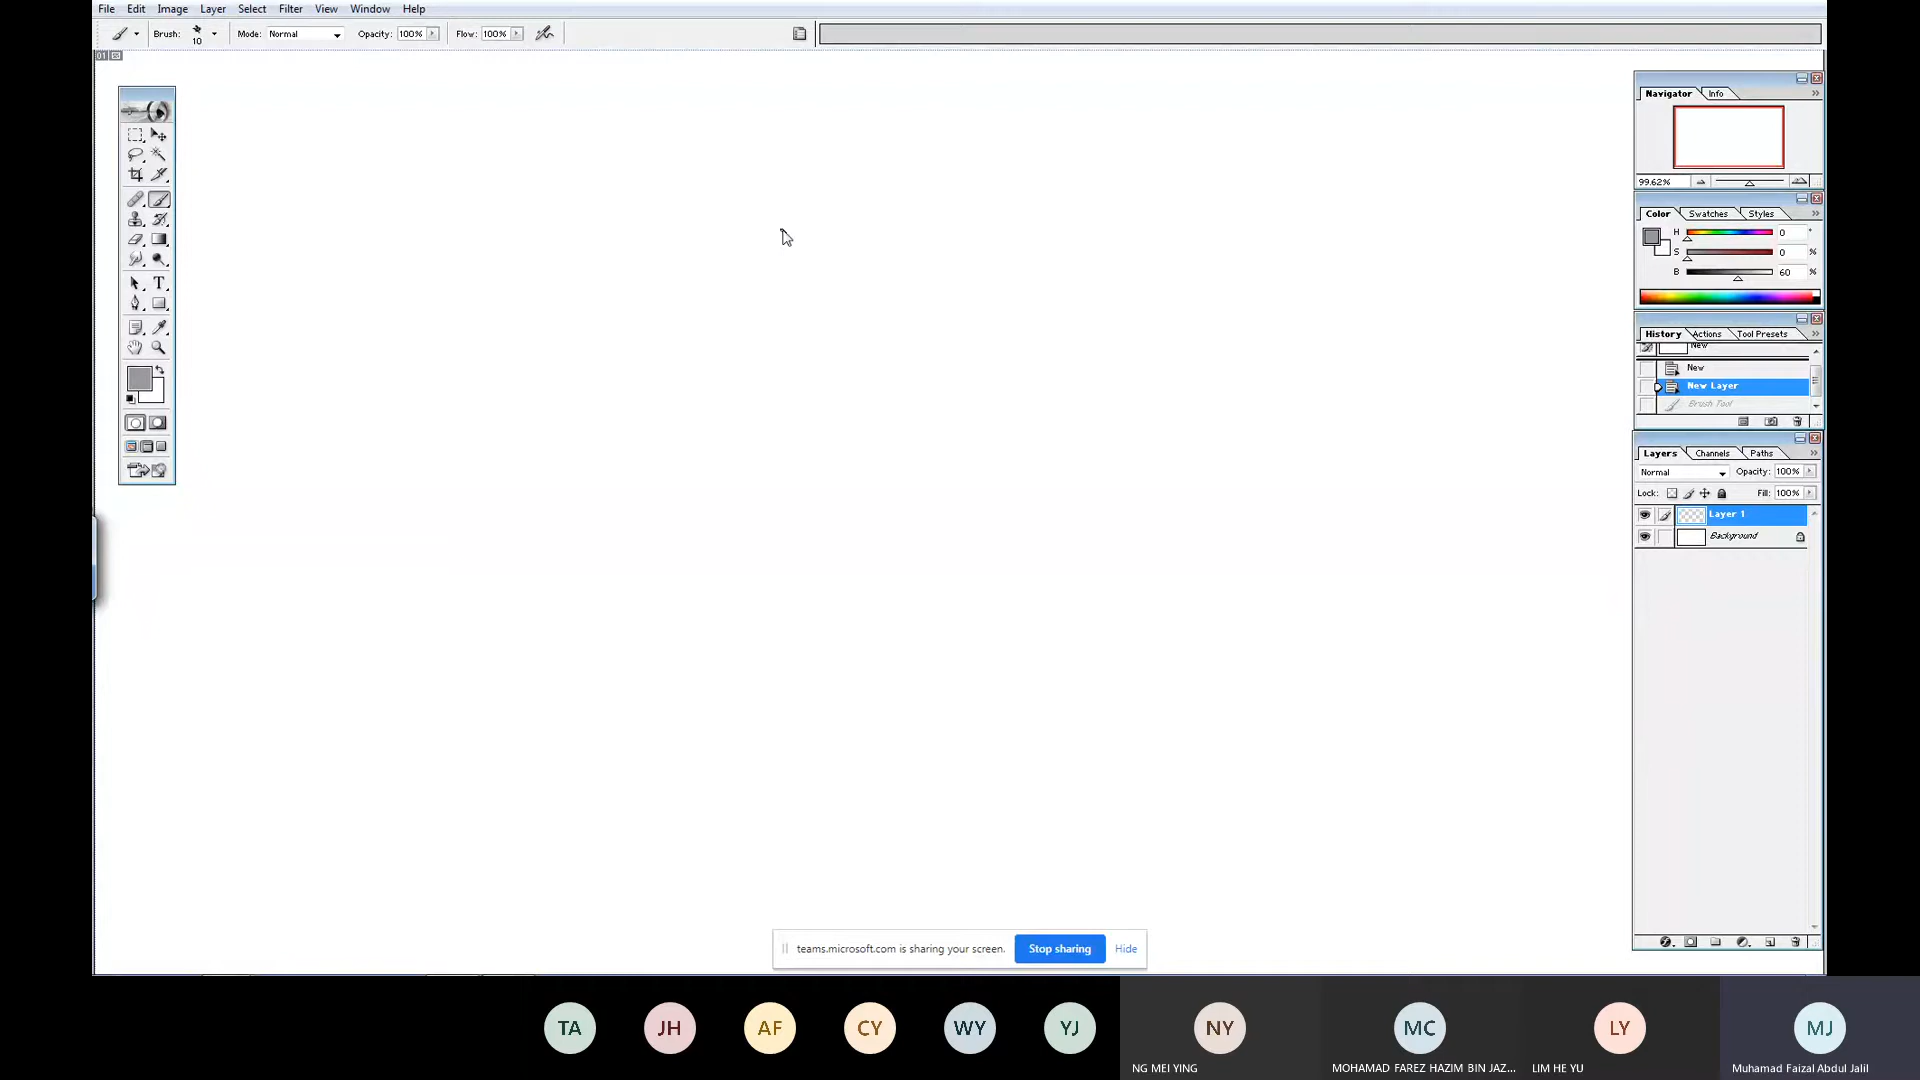 File Edit Image Layer Select Filter View Window Help
Brush: 10 Mode: Normal Opacity: 100% Flow: 100%
01
Navigator Info
99.62%
Color Swatches Styles
H 0 °
S 0 %
B 60 %
History Actions Tool Presets
New
New
New Layer
Brush Tool
Layers Channels Paths
Normal Opacity: 100%
Lock: Fill: 100%
Layer 1
Background
T
teams.microsoft.com is sharing your screen. Stop sharing Hide
TA JH AF CY WY YJ NY MC LY MJ
NG MEI YING MOHAMAD FAREZ HAZIM BIN JAZ... LIM HE YU Muhamad Faizal Abdul Jalil